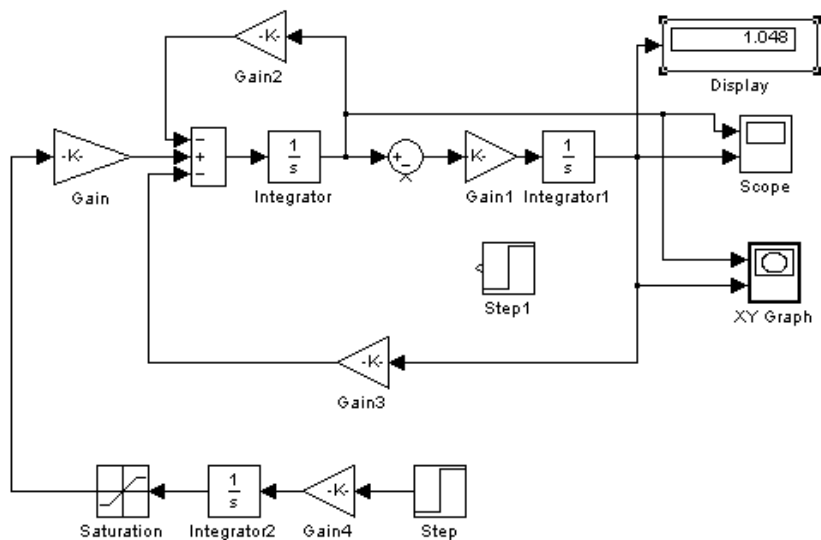 -K-
Gain2
1.048
Display
-K-
Gain
−
+
−
1
s
Integrator
+
−
K-
Gain1
1
s
Integrator1
Scope
Step1
XY Graph
-K-
Gain3
Saturation
1
s
Integrator2
-K-
Gain4
Step